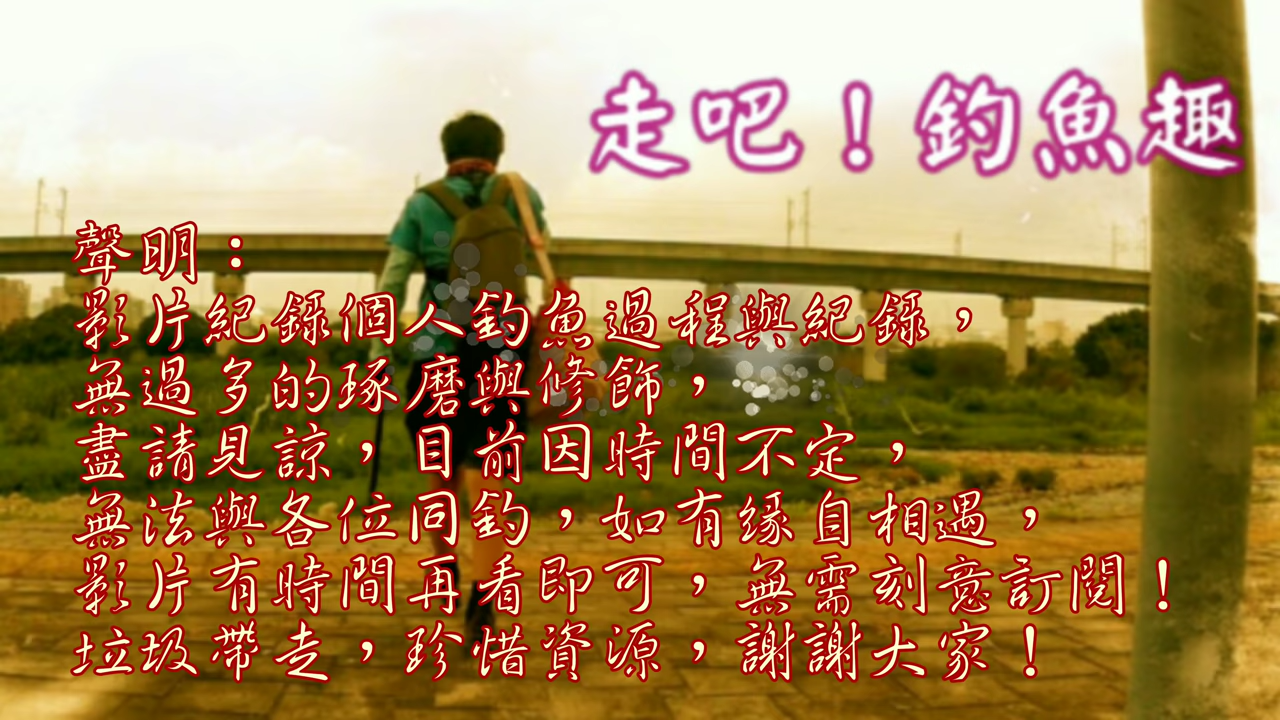 走吧！釣魚趣
聲明：
影片紀錄個人釣魚過程與紀錄，
無過多的琢磨與修飾，
盡請見諒，目前因時間不定，
無法與各位同釣，如有緣自相遇，
影片有時間再看即可，無需刻意訂閱！
垃圾帶走，珍惜資源，謝謝大家！